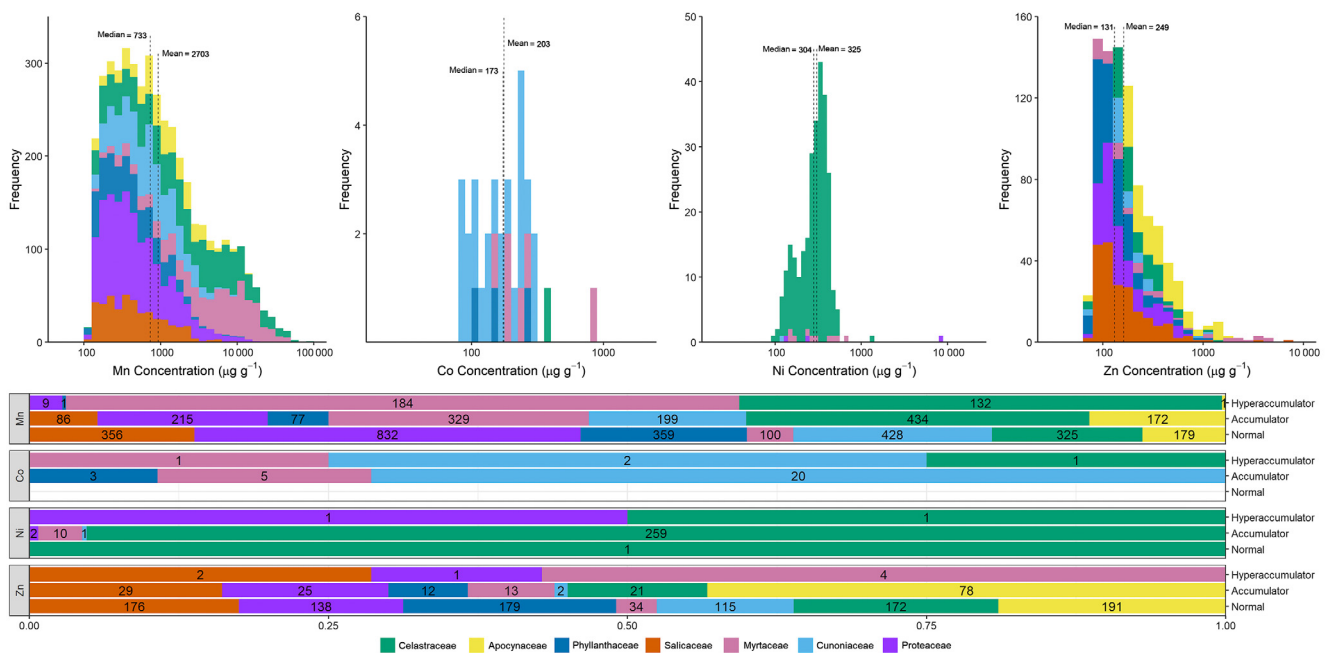 Median = 733
Mean = 2703
300
200
100
0
Frequency
100
1000
10 000
100 000
Mn Concentration (µg g⁻¹)
Mean = 203
Median = 173
6
4
2
Frequency
100
1000
Co Concentration (µg g⁻¹)
Median = 304
Mean = 325
50
40
30
20
10
0
Frequency
100
1000
10 000
Ni Concentration (µg g⁻¹)
Median = 131
Mean = 249
160
120
80
40
0
Frequency
100
1000
10 000
Zn Concentration (µg g⁻¹)
Mn
9 1 184 132 1 Hyperaccumulator
86 215 77 329 199 434 172 Accumulator
356 832 359 100 428 325 179 Normal
Co
1 2 1 Hyperaccumulator
3 5 20 Accumulator
Normal
Ni
1 1 Hyperaccumulator
2 10 1 259 Accumulator
1 Normal
Zn
2 1 4 Hyperaccumulator
29 25 12 13 2 21 78 Accumulator
176 138 179 34 115 172 191 Normal
0.00 0.25 0.50 0.75 1.00
Celastraceae Apocynaceae Phyllanthaceae Salicaceae Myrtaceae Cunoniaceae Proteaceae